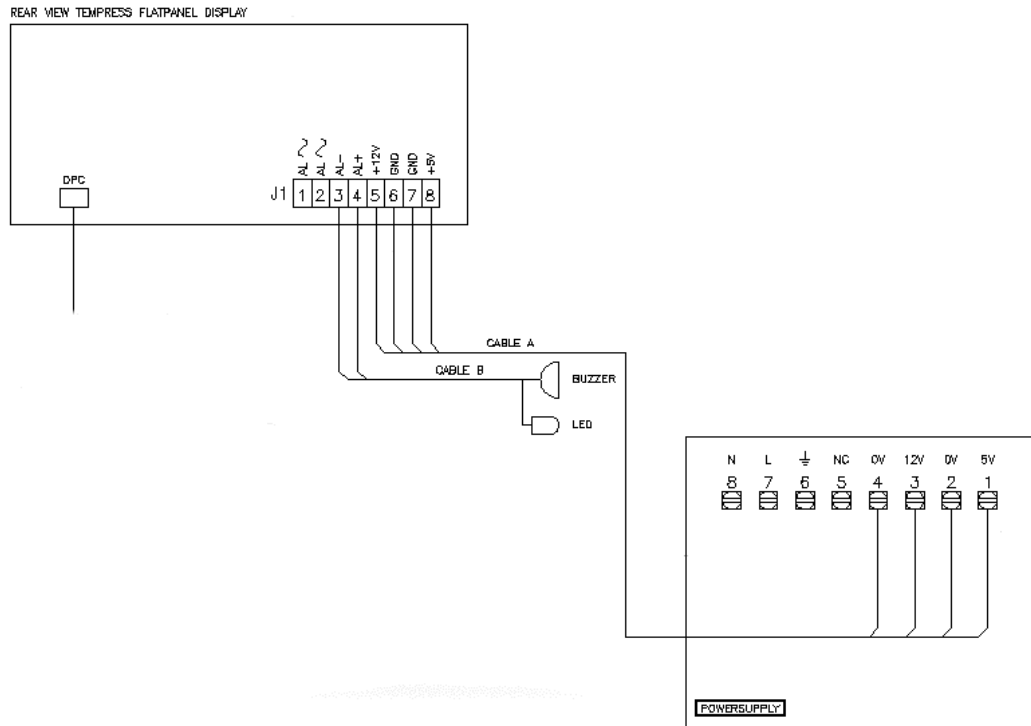 REAR VIEW TEMPRESS FLATPANEL DISPLAY
DPC
AL AL AL- AL+ +12V GND GND +5V
J1 1 2 3 4 5 6 7 8
CABLE A
CABLE B
BUZZER
LED
N L NC 0V 12V 0V 5V
8 7 6 5 4 3 2 1
POWERSUPPLY